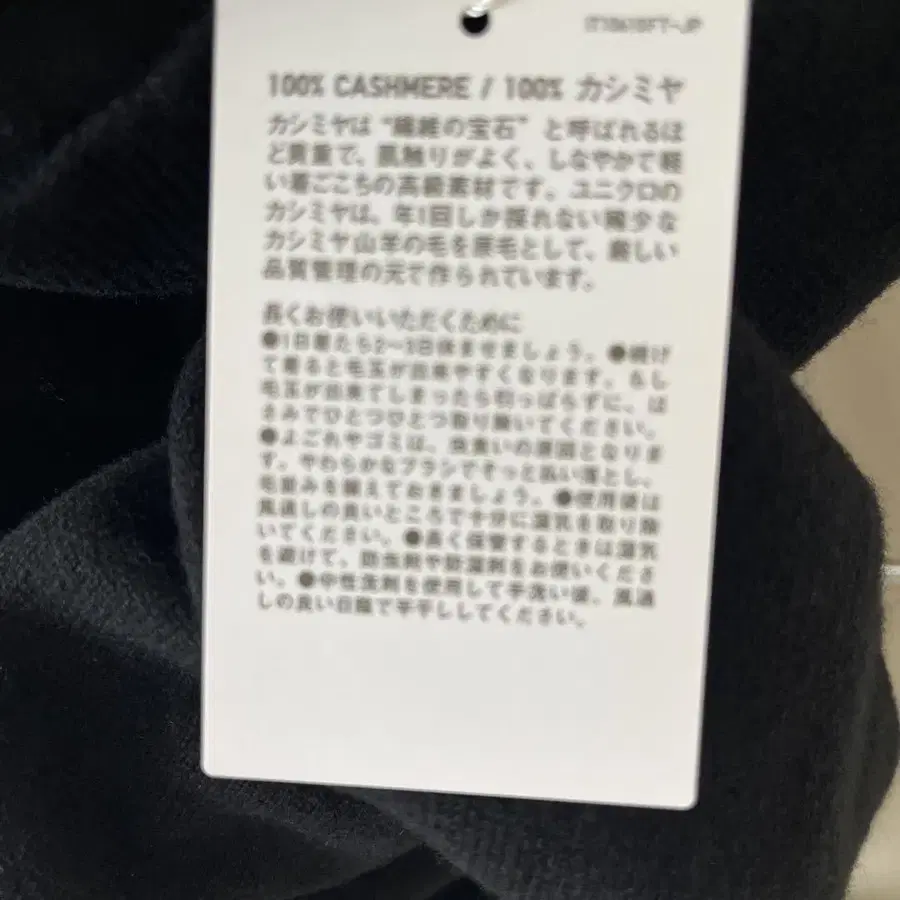 IT10610FT-JP
100% CASHMERE / 100% カシミヤ
カシミヤは“繊維の宝石”と呼ばれるほ
ど貴重で、肌触りがよく、しなやかで軽
い着ごこちの高級素材です。ユニクロの
カシミヤは、年1回しか採れない稀少な
カシミヤ山羊の毛を原毛として、厳しい
品質管理の元で作られています。
長くお使いいただくために
●1日着たら2~3日休ませましょう。●続け
て着ると毛玉が出来やすくなります。もし
毛玉が出来てしまったら引っぱらずに、は
さみでひとつひとつ取り除いてください。
●よごれやゴミは、虫食いの原因となりま
す。やわらかなブラシでそっと払い落とし、
毛並みを揃えておきましょう。●使用後は
風通しの良いところで十分に湿気を取り除
いてください。●長く保管するときは湿気
を避けて、防虫剤や防湿剤をお使いくださ
い。●中性洗剤を使用して手洗い後、風通
しの良い日陰で平干ししてください。